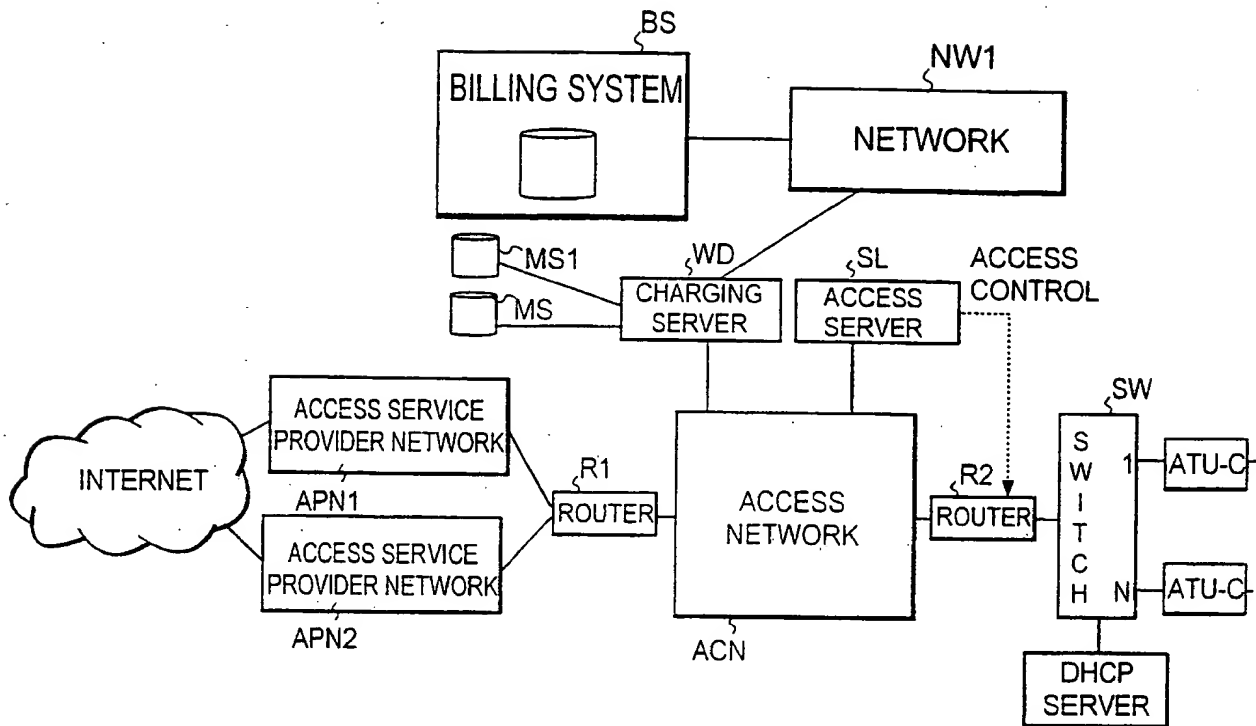 BS
BILLING SYSTEM
NW1
NETWORK
MS1
MS
WD
CHARGING
SERVER
SL
ACCESS
SERVER
ACCESS
CONTROL
SW
SWITCH
1
N
ATU-C
ATU-C
INTERNET
ACCESS SERVICE
PROVIDER NETWORK
APN1
ACCESS SERVICE
PROVIDER NETWORK
APN2
R1
ROUTER
ACCESS
NETWORK
ACN
R2
ROUTER
DHCP
SERVER